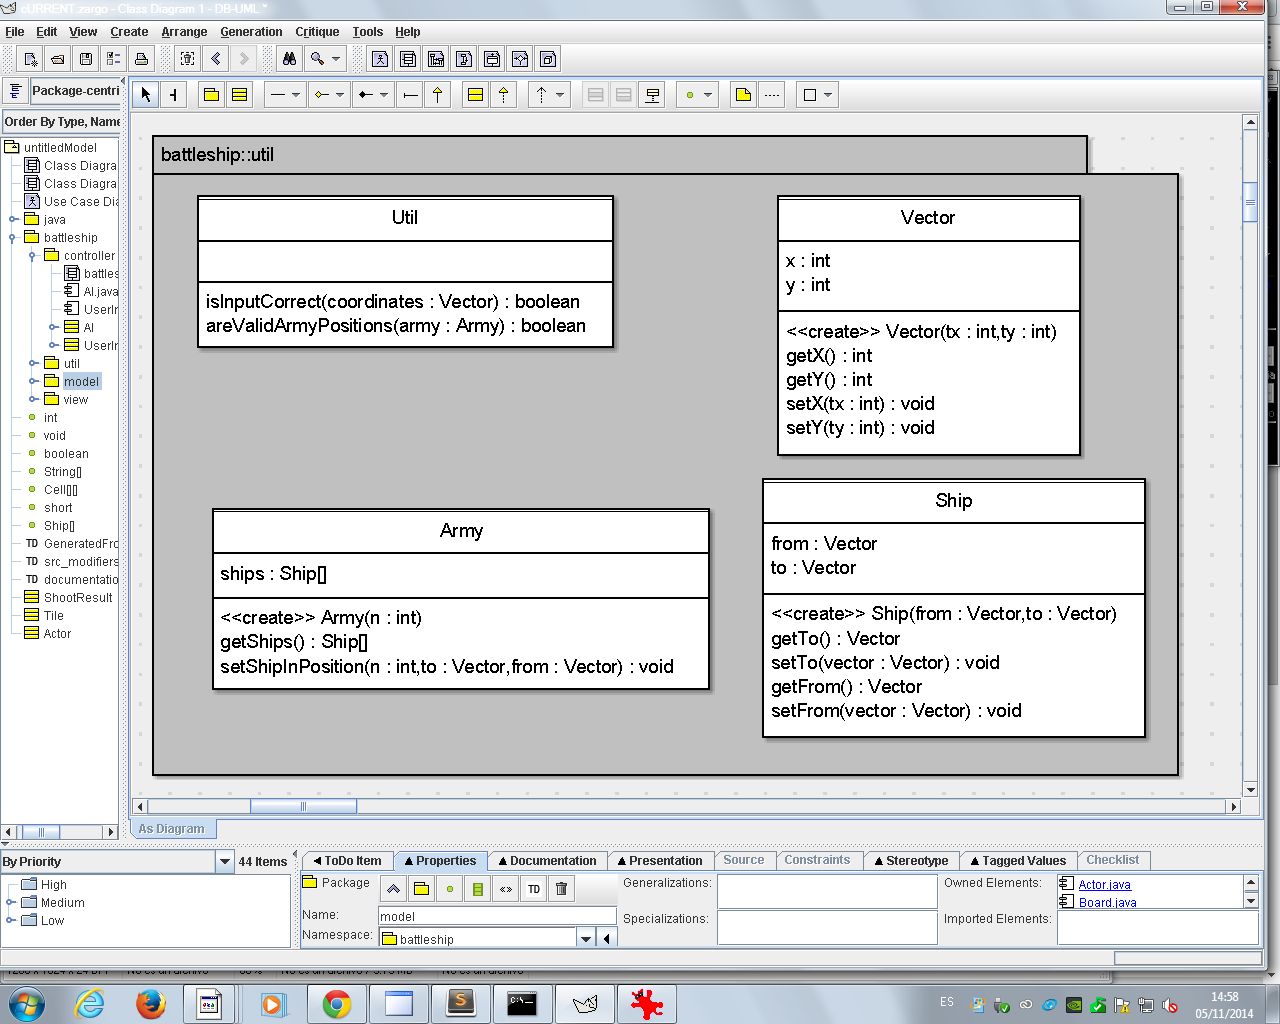 cURRENT.zargo - Class Diagram 1 - DB-UML *
File Edit View Create Arrange Generation Critique Tools Help
Package-centri
Order By Type, Name
untitledModel
Class Diagra
Class Diagra
Use Case Dia
java
battleship
controller
battles
AI.java
UserIn
AI
UserIn
util
model
view
int
void
boolean
String[]
Cell[][]
short
Ship[]
TD GeneratedFro
TD src_modifiers
TD documentatio
ShootResult
Tile
Actor
battleship::util
Util
isInputCorrect(coordinates : Vector) : boolean
areValidArmyPositions(army : Army) : boolean
Vector
x : int
y : int
<<create>> Vector(tx : int,ty : int)
getX() : int
getY() : int
setX(tx : int) : void
setY(ty : int) : void
Army
ships : Ship[]
<<create>> Army(n : int)
getShips() : Ship[]
setShipInPosition(n : int,to : Vector,from : Vector) : void
Ship
from : Vector
to : Vector
<<create>> Ship(from : Vector,to : Vector)
getTo() : Vector
setTo(vector : Vector) : void
getFrom() : Vector
setFrom(vector : Vector) : void
As Diagram
By Priority 44 Items
High
Medium
Low
ToDo Item Properties Documentation Presentation Source Constraints Stereotype Tagged Values Checklist
Package « » TD
Name: model
Namespace: battleship
Generalizations:
Specializations:
Owned Elements: Actor.java
Board.java
Imported Elements:
ES
14:58
05/11/2014